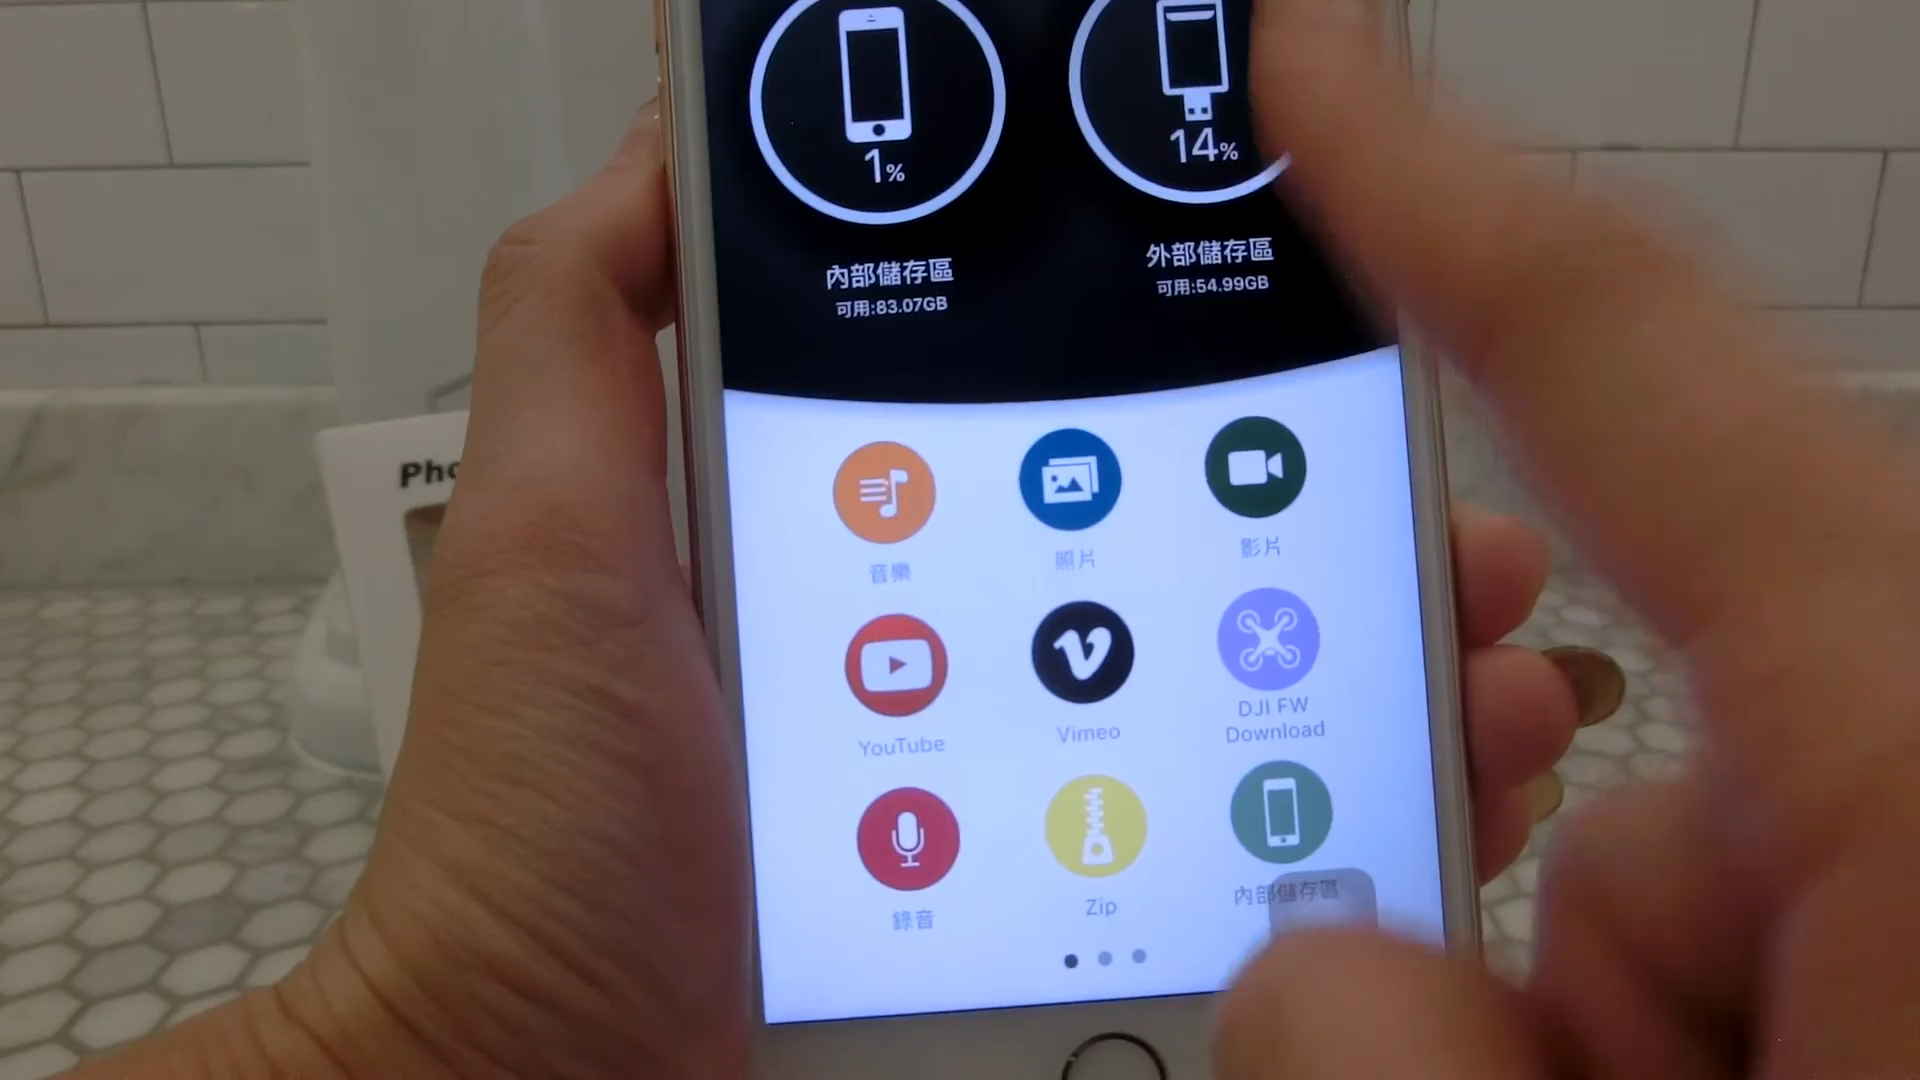 1%
14%
內部儲存區
可用:83.07GB
外部儲存區
可用:54.99GB
Pho
音樂
照片
影片
YouTube
Vimeo
DJI FW
Download
錄音
Zip
內部儲存區